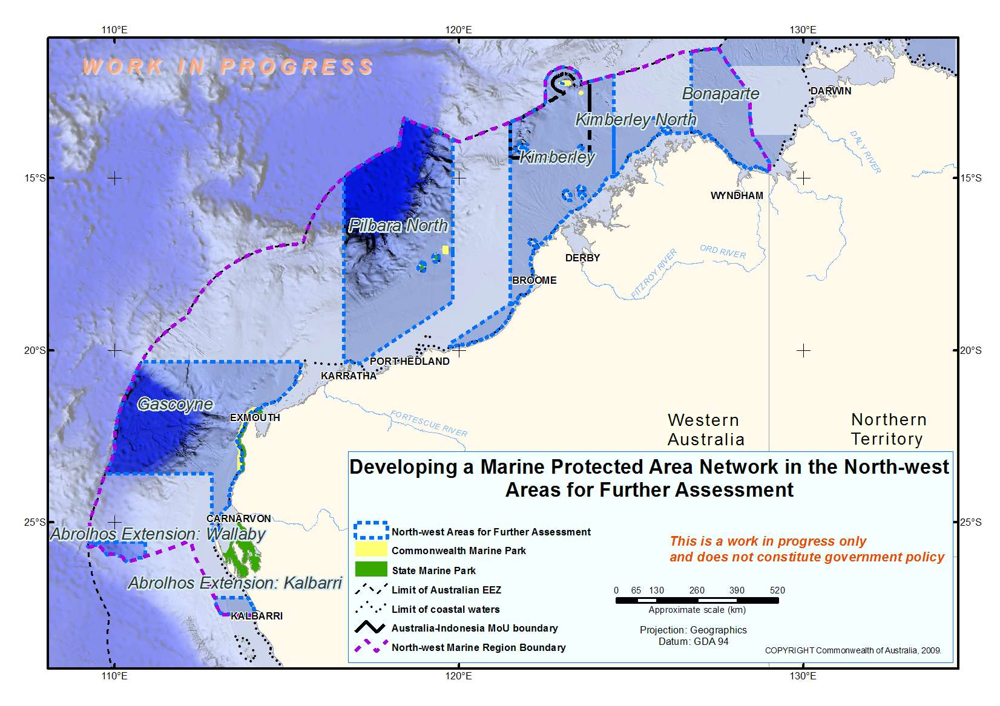 110°E
120°E
130°E
WORK IN PROGRESS
DARWIN
Bonaparte
Kimberley North
DALY RIVER
Kimberley
15°S
15°S
WYNDHAM
Pilbara North
ORD RIVER
DERBY
FITZROY RIVER
BROOME
20°S
20°S
PORT HEDLAND
KARRATHA
Gascoyne
EXMOUTH
FORTESCUE RIVER
Western
Australia
Northern
Territory
Developing a Marine Protected Area Network in the North-west
Areas for Further Assessment
CARNARVON
25°S
25°S
Abrolhos Extension: Wallaby
Abrolhos Extension: Kalbarri
KALBARRI
North-west Areas for Further Assessment
Commonwealth Marine Park
State Marine Park
Limit of Australian EEZ
Limit of coastal waters
Australia-Indonesia MoU boundary
North-west Marine Region Boundary
This is a work in progress only
and does not constitute government policy
0 65 130 260 390 520
Approximate scale (km)
Projection: Geographics
Datum: GDA 94
COPYRIGHT Commonwealth of Australia, 2009.
110°E
120°E
130°E